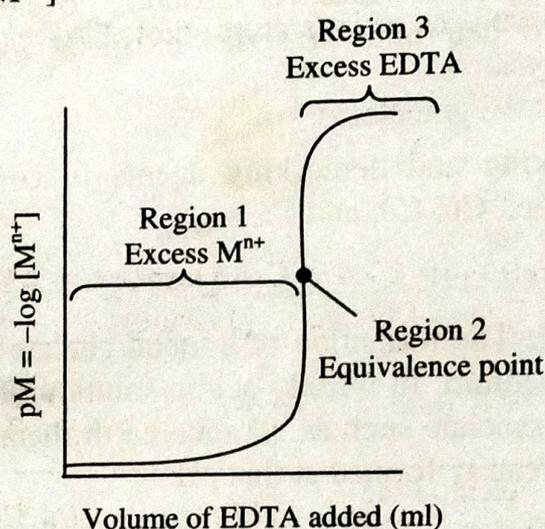 Region 3
Excess EDTA
Region 1
Excess Mⁿ⁺
Region 2
Equivalence point
pM = –log [Mⁿ⁺]
Volume of EDTA added (ml)